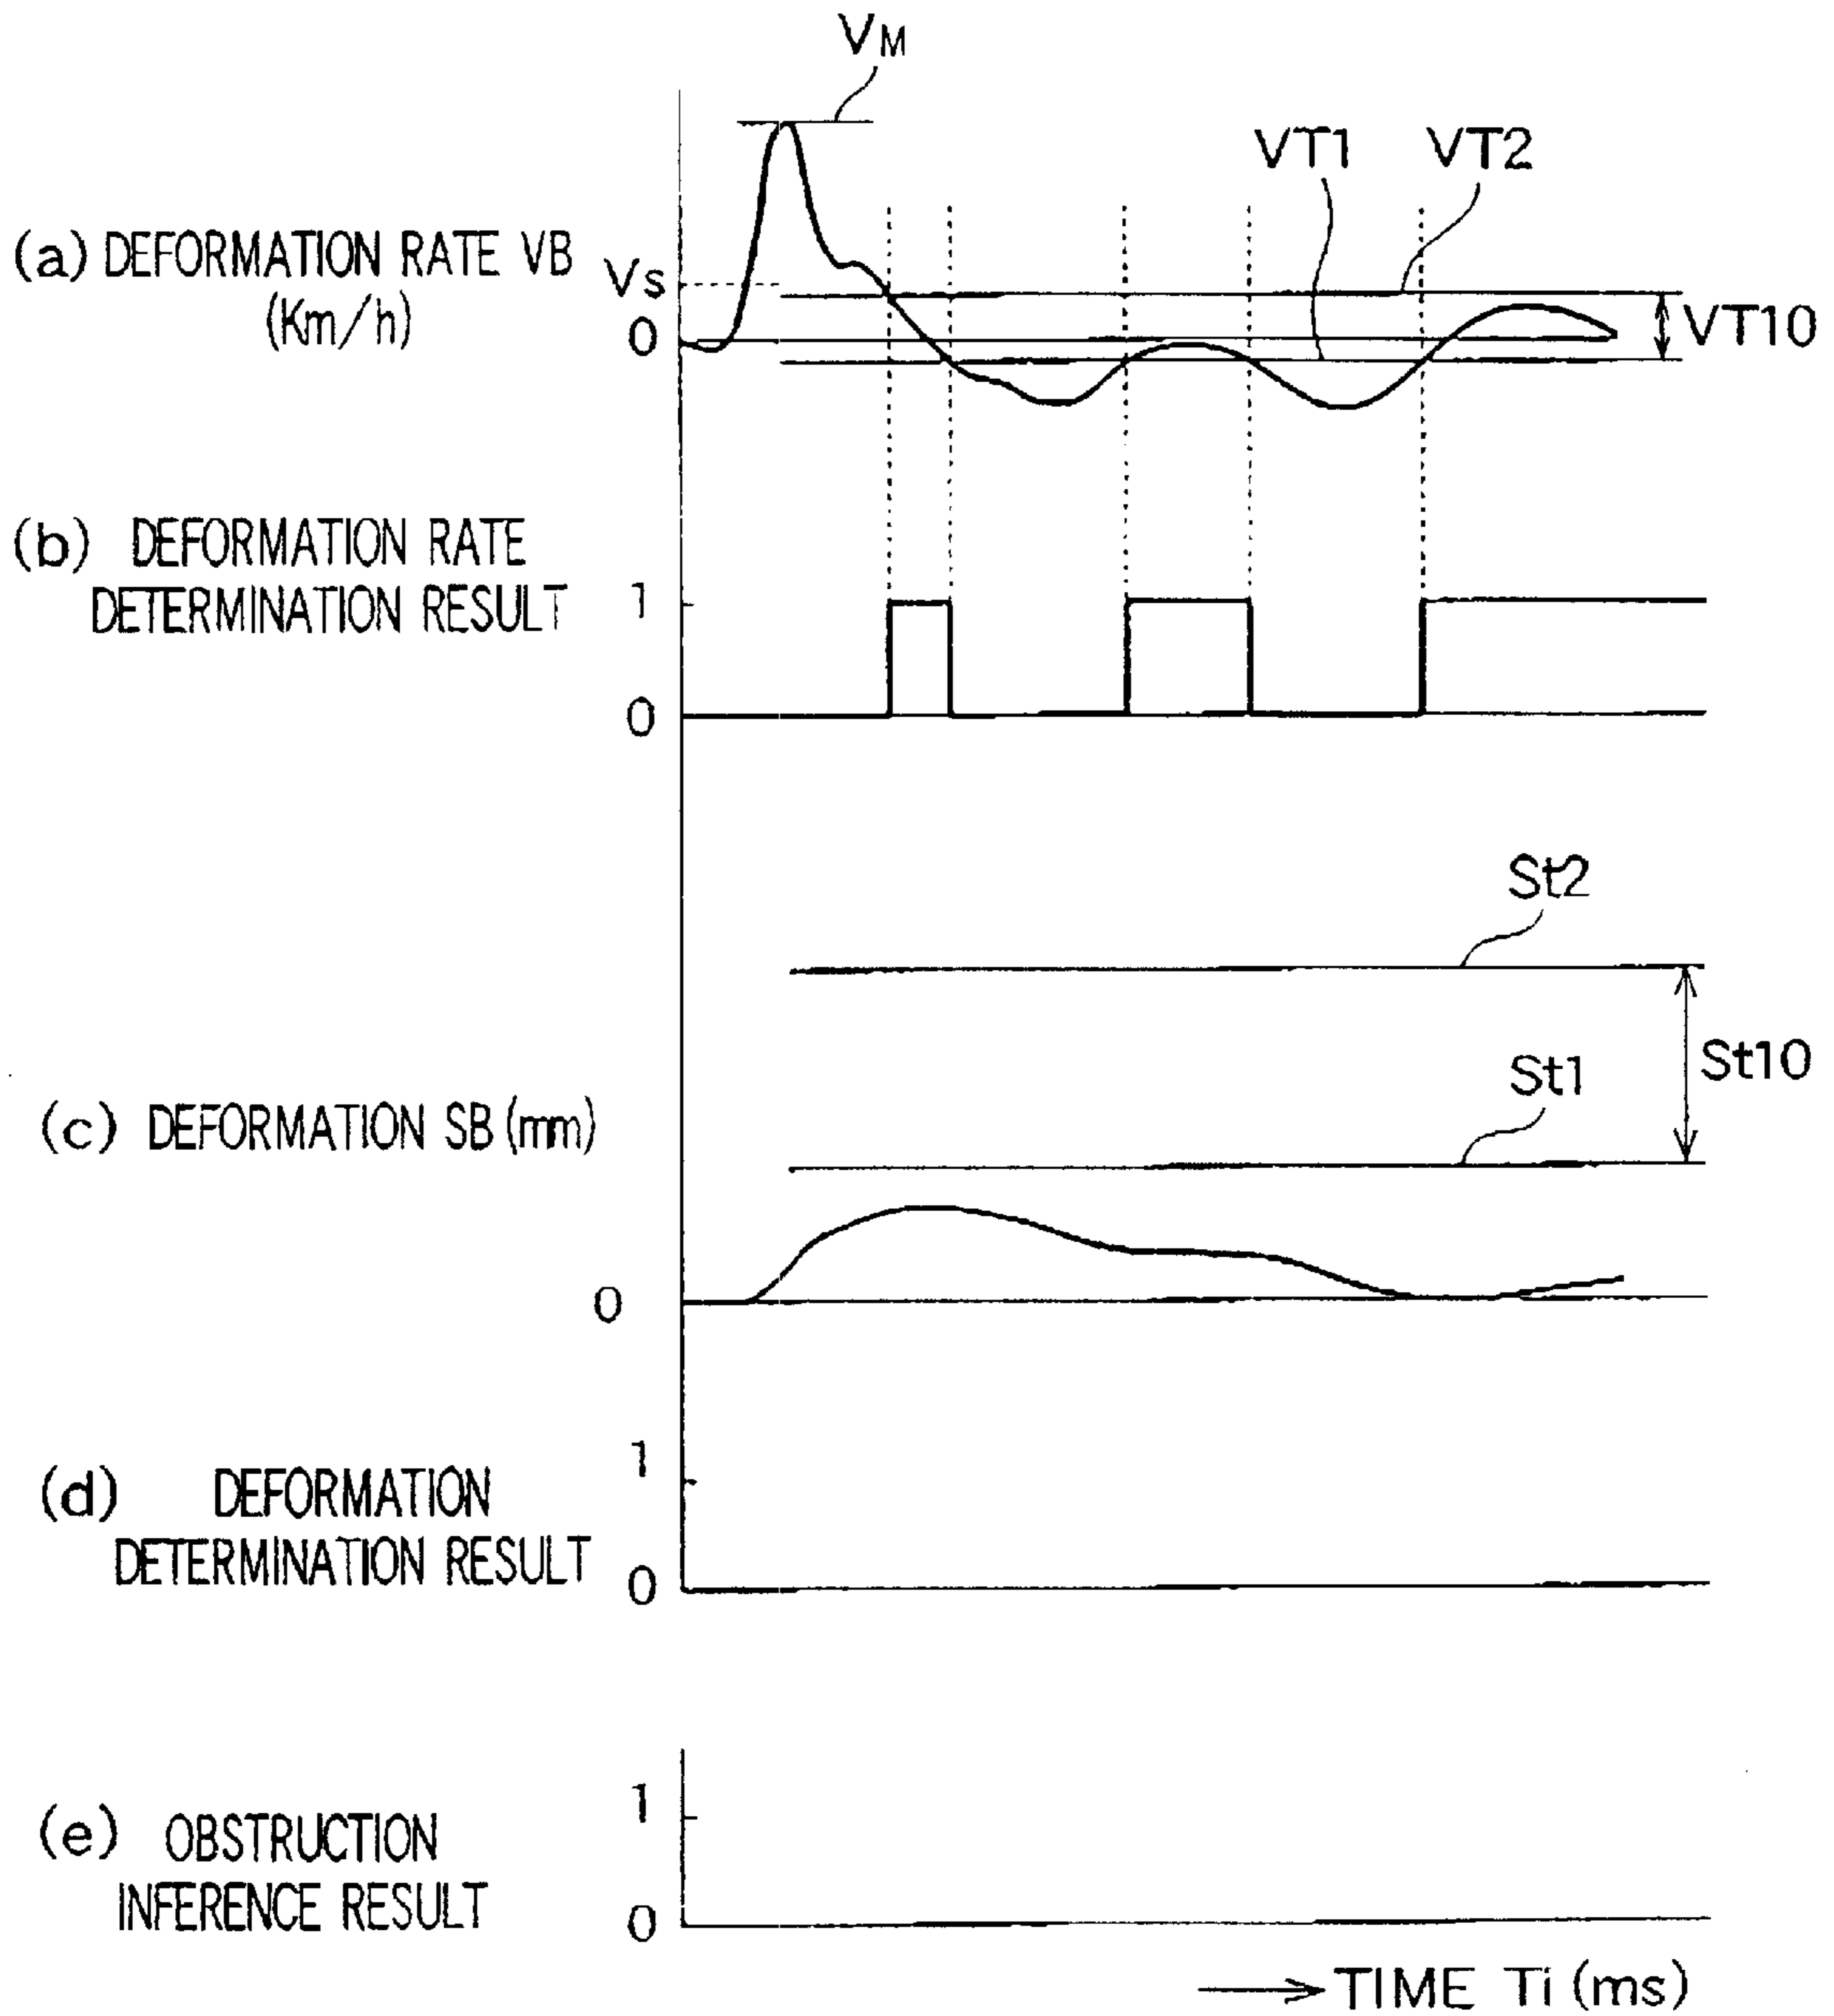 VM
VT1 VT2
(a) DEFORMATION RATE VB
(Km/h)
Vs
0
VT10
(b) DEFORMATION RATE
DETERMINATION RESULT
1
0
St2
St10
St1
(c) DEFORMATION SB (mm)
0
(d) DEFORMATION
DETERMINATION RESULT
1
0
(e) OBSTRUCTION
INFERENCE RESULT
1
0
TIME Ti (ms)